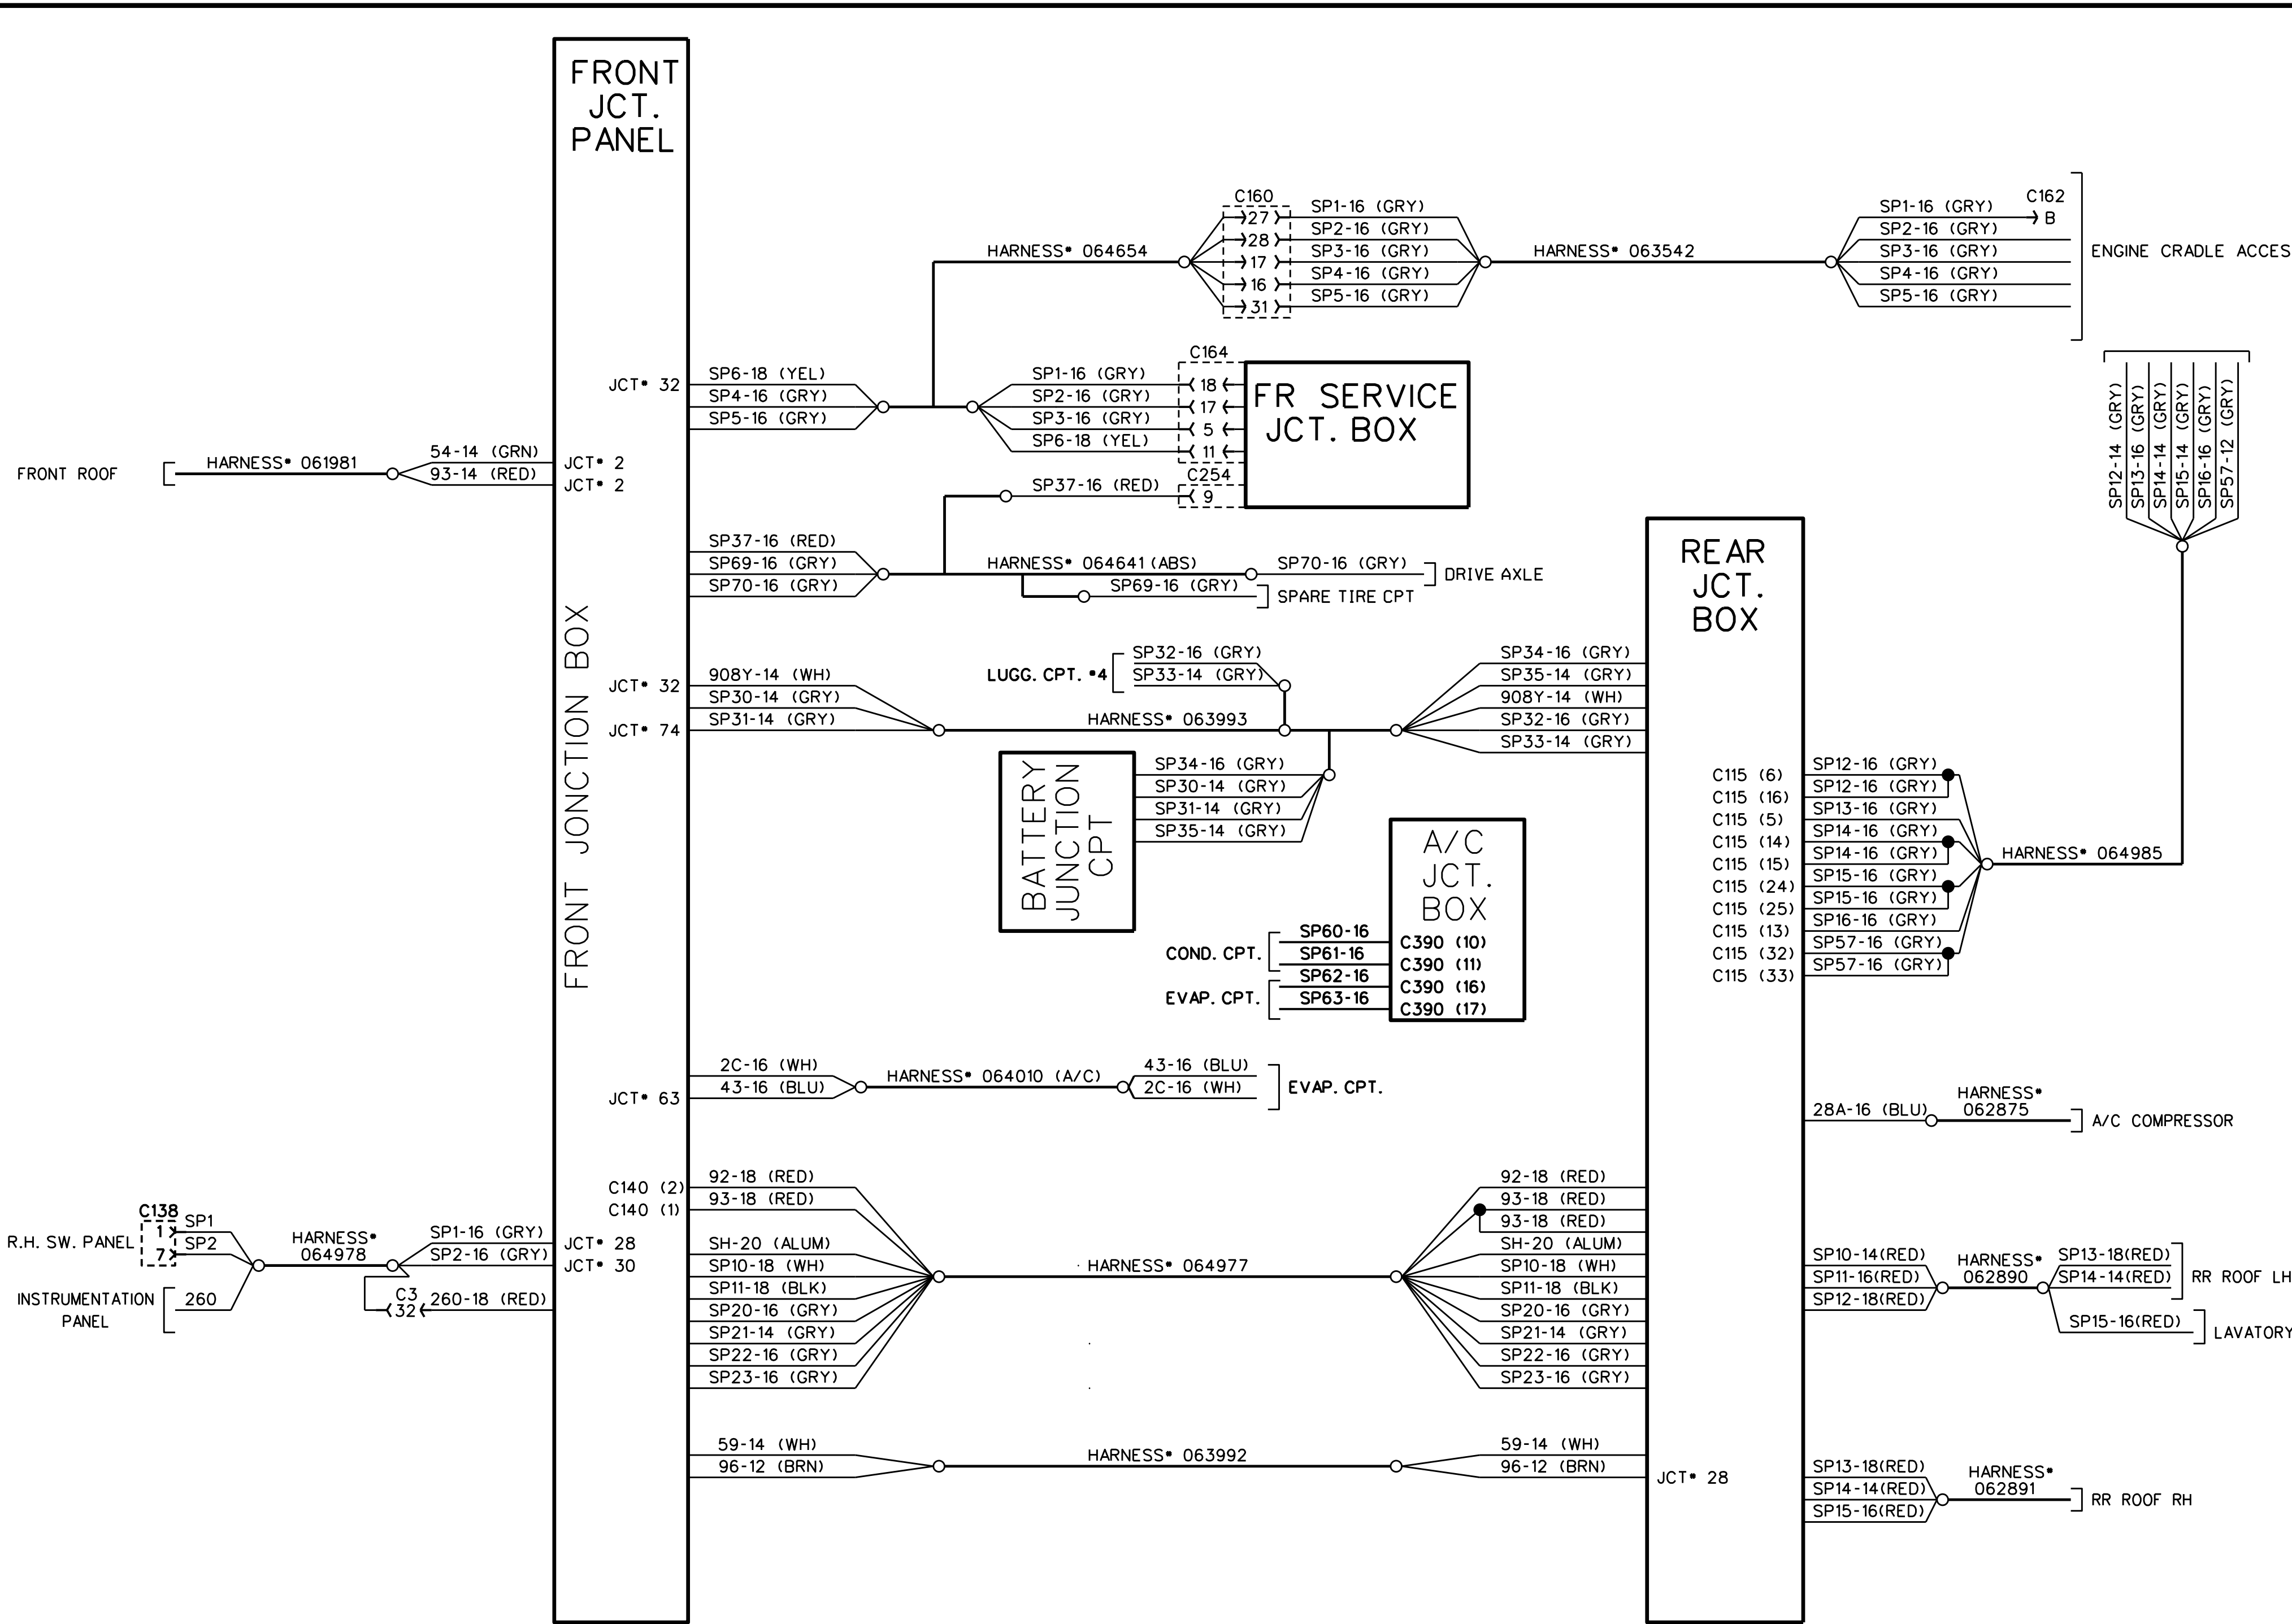 FRONT
JCT.
PANEL
FRONT JONCTION BOX
JCT* 32
JCT* 2
JCT* 2
JCT* 32
JCT* 74
JCT* 63
C140 (2)
C140 (1)
JCT* 28
JCT* 30
FRONT ROOF
HARNESS* 061981
54-14 (GRN)
93-14 (RED)
C138
R.H. SW. PANEL
1
7
SP1
SP2
INSTRUMENTATION
PANEL
260
HARNESS*
064978
SP1-16 (GRY)
SP2-16 (GRY)
C3
32
260-18 (RED)
SP6-18 (YEL)
SP4-16 (GRY)
SP5-16 (GRY)
HARNESS* 064654
C160
27
28
17
16
31
SP1-16 (GRY)
SP2-16 (GRY)
SP3-16 (GRY)
SP4-16 (GRY)
SP5-16 (GRY)
HARNESS* 063542
SP1-16 (GRY)
SP2-16 (GRY)
SP3-16 (GRY)
SP4-16 (GRY)
SP5-16 (GRY)
C162
B
ENGINE CRADLE ACCES
SP1-16 (GRY)
SP2-16 (GRY)
SP3-16 (GRY)
SP6-18 (YEL)
C164
18
17
5
11
C254
9
FR SERVICE
JCT. BOX
SP37-16 (RED)
SP37-16 (RED)
SP69-16 (GRY)
SP70-16 (GRY)
HARNESS* 064641 (ABS)
SP70-16 (GRY)
DRIVE AXLE
SP69-16 (GRY)
SPARE TIRE CPT
908Y-14 (WH)
SP30-14 (GRY)
SP31-14 (GRY)
LUGG. CPT. *4
SP32-16 (GRY)
SP33-14 (GRY)
HARNESS* 063993
SP34-16 (GRY)
SP35-14 (GRY)
908Y-14 (WH)
SP32-16 (GRY)
SP33-14 (GRY)
BATTERY
JUNCTION
CPT
SP34-16 (GRY)
SP30-14 (GRY)
SP31-14 (GRY)
SP35-14 (GRY)
A/C
JCT.
BOX
C390 (10)
C390 (11)
C390 (16)
C390 (17)
COND. CPT.
SP60-16
SP61-16
EVAP. CPT.
SP62-16
SP63-16
2C-16 (WH)
43-16 (BLU)
HARNESS* 064010 (A/C)
43-16 (BLU)
2C-16 (WH)
EVAP. CPT.
92-18 (RED)
93-18 (RED)
SH-20 (ALUM)
SP10-18 (WH)
SP11-18 (BLK)
SP20-16 (GRY)
SP21-14 (GRY)
SP22-16 (GRY)
SP23-16 (GRY)
HARNESS* 064977
92-18 (RED)
93-18 (RED)
93-18 (RED)
SH-20 (ALUM)
SP10-18 (WH)
SP11-18 (BLK)
SP20-16 (GRY)
SP21-14 (GRY)
SP22-16 (GRY)
SP23-16 (GRY)
59-14 (WH)
96-12 (BRN)
HARNESS* 063992
59-14 (WH)
96-12 (BRN)
REAR
JCT.
BOX
C115 (6)
C115 (16)
C115 (5)
C115 (14)
C115 (15)
C115 (24)
C115 (25)
C115 (13)
C115 (32)
C115 (33)
JCT* 28
SP12-16 (GRY)
SP12-16 (GRY)
SP13-16 (GRY)
SP14-16 (GRY)
SP14-16 (GRY)
SP15-16 (GRY)
SP15-16 (GRY)
SP16-16 (GRY)
SP57-16 (GRY)
SP57-16 (GRY)
HARNESS* 064985
SP12-14 (GRY)
SP13-16 (GRY)
SP14-14 (GRY)
SP15-14 (GRY)
SP16-16 (GRY)
SP57-12 (GRY)
28A-16 (BLU)
HARNESS*
062875
A/C COMPRESSOR
SP10-14(RED)
SP11-16(RED)
SP12-18(RED)
HARNESS*
062890
SP13-18(RED)
SP14-14(RED)
RR ROOF LH
SP15-16(RED)
LAVATORY
SP13-18(RED)
SP14-14(RED)
SP15-16(RED)
HARNESS*
062891
RR ROOF RH